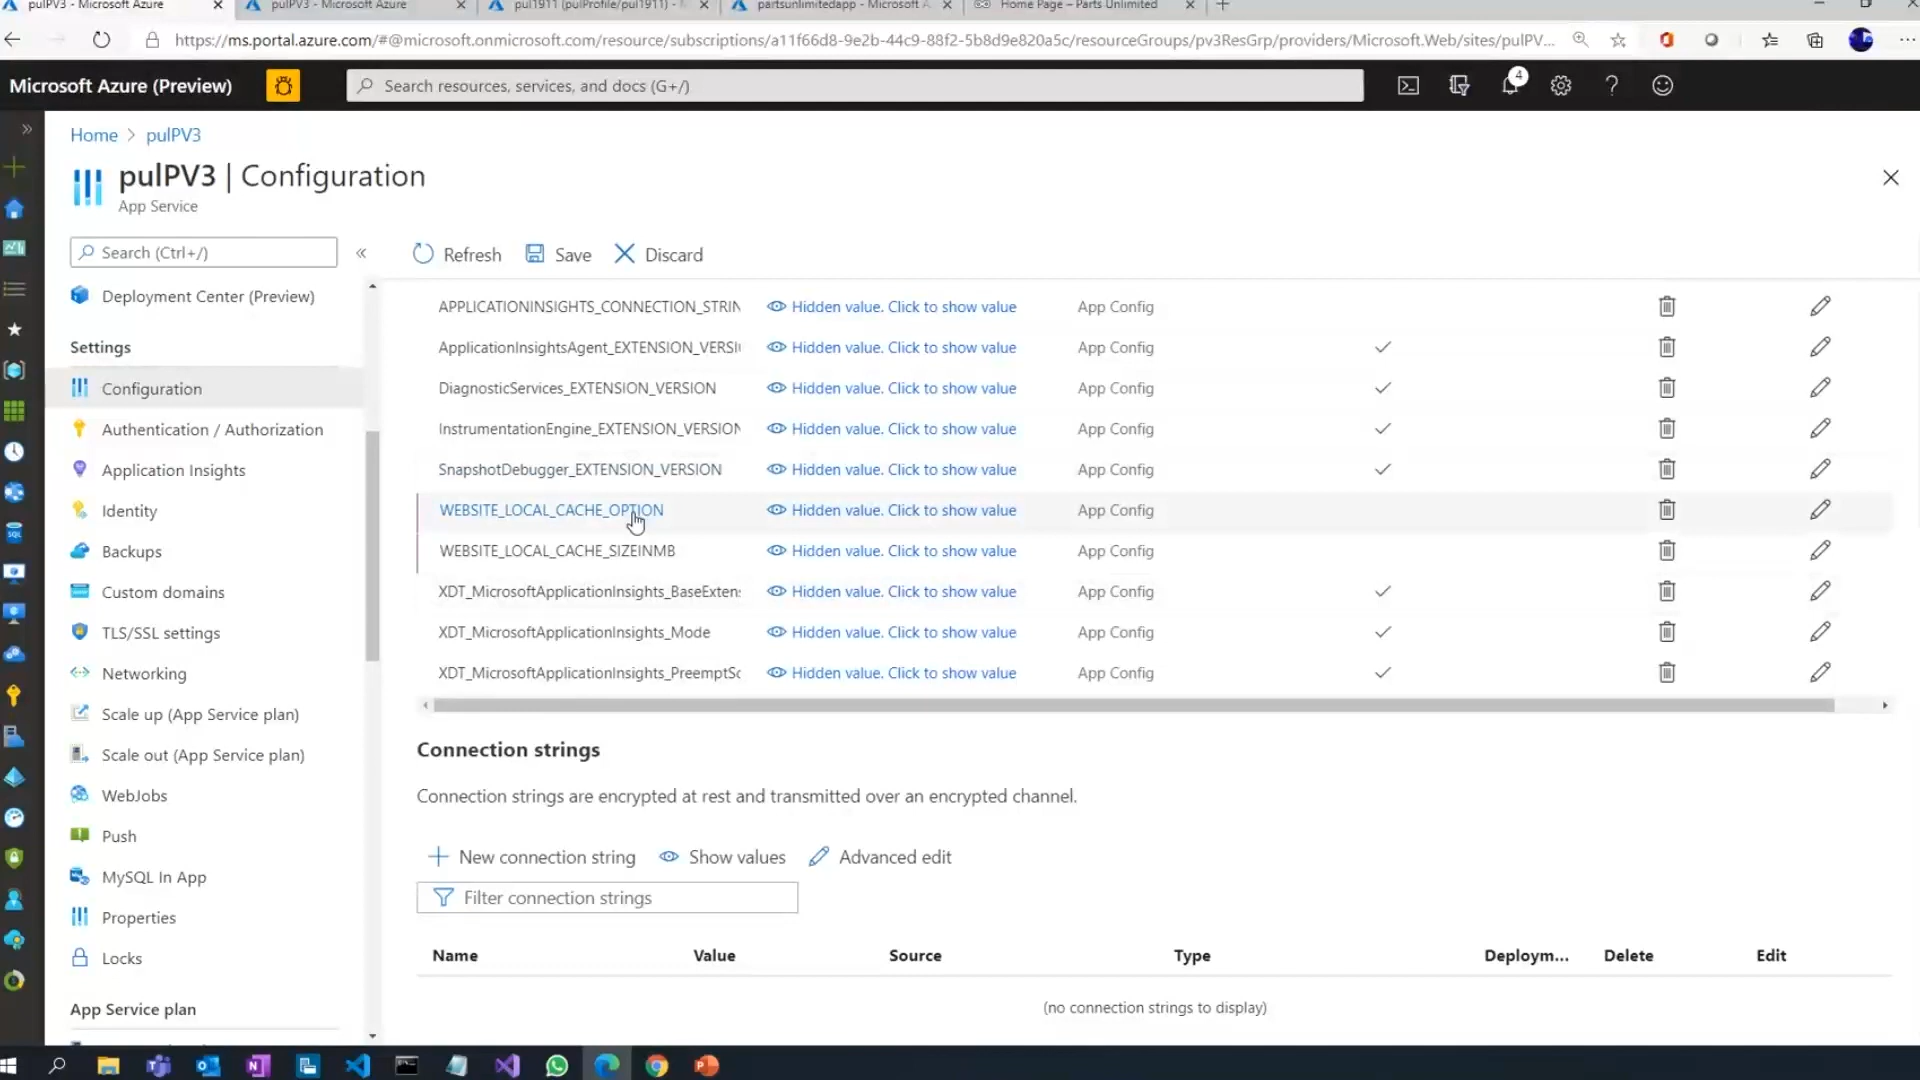 pulPV3 - Microsoft Azure
pulPV3 - Microsoft Azure
pul1911 (pulProfile/pul1911) -
partsunlimitedapp - Microsoft A
Home Page – Parts Unlimited
https://ms.portal.azure.com/#@microsoft.onmicrosoft.com/resource/subscriptions/a11f66d8-9e2b-44c9-88f2-5b8d9e820a5c/resourceGroups/pv3ResGrp/providers/Microsoft.Web/sites/pulPV...
Microsoft Azure (Preview)
Search resources, services, and docs (G+/)
4
Home > pulPV3
pulPV3 | Configuration
App Service
Search (Ctrl+/)
«
Refresh
Save
Discard
Deployment Center (Preview)
Settings
Configuration
Authentication / Authorization
Application Insights
Identity
Backups
Custom domains
TLS/SSL settings
Networking
Scale up (App Service plan)
Scale out (App Service plan)
WebJobs
Push
MySQL In App
Properties
Locks
App Service plan
APPLICATIONINSIGHTS_CONNECTION_STRIN Hidden value. Click to show value App Config
ApplicationInsightsAgent_EXTENSION_VERSI Hidden value. Click to show value App Config
DiagnosticServices_EXTENSION_VERSION Hidden value. Click to show value App Config
InstrumentationEngine_EXTENSION_VERSION Hidden value. Click to show value App Config
SnapshotDebugger_EXTENSION_VERSION Hidden value. Click to show value App Config
WEBSITE_LOCAL_CACHE_OPTION Hidden value. Click to show value App Config
WEBSITE_LOCAL_CACHE_SIZEINMB Hidden value. Click to show value App Config
XDT_MicrosoftApplicationInsights_BaseExtens Hidden value. Click to show value App Config
XDT_MicrosoftApplicationInsights_Mode Hidden value. Click to show value App Config
XDT_MicrosoftApplicationInsights_PreemptSc Hidden value. Click to show value App Config
Connection strings
Connection strings are encrypted at rest and transmitted over an encrypted channel.
New connection string
Show values
Advanced edit
Filter connection strings
Name Value Source Type Deploym... Delete Edit
(no connection strings to display)